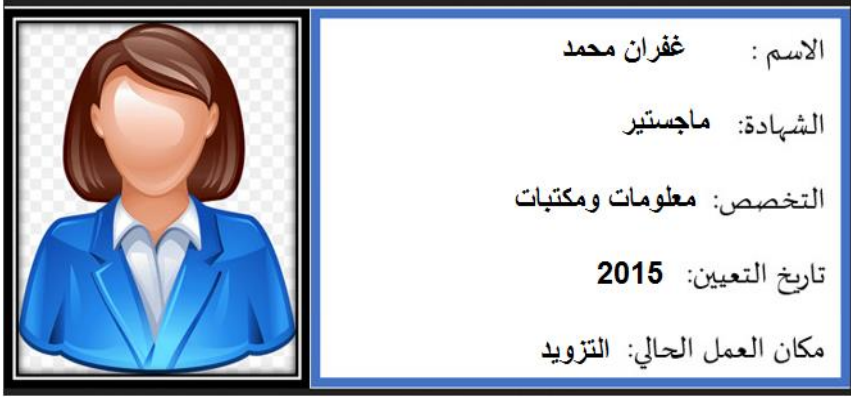 الاسم : غفران محمد
الشهادة: ماجستير
التخصص: معلومات ومكتبات
تاريخ التعيين: 2015
مكان العمل الحالي: التزويد